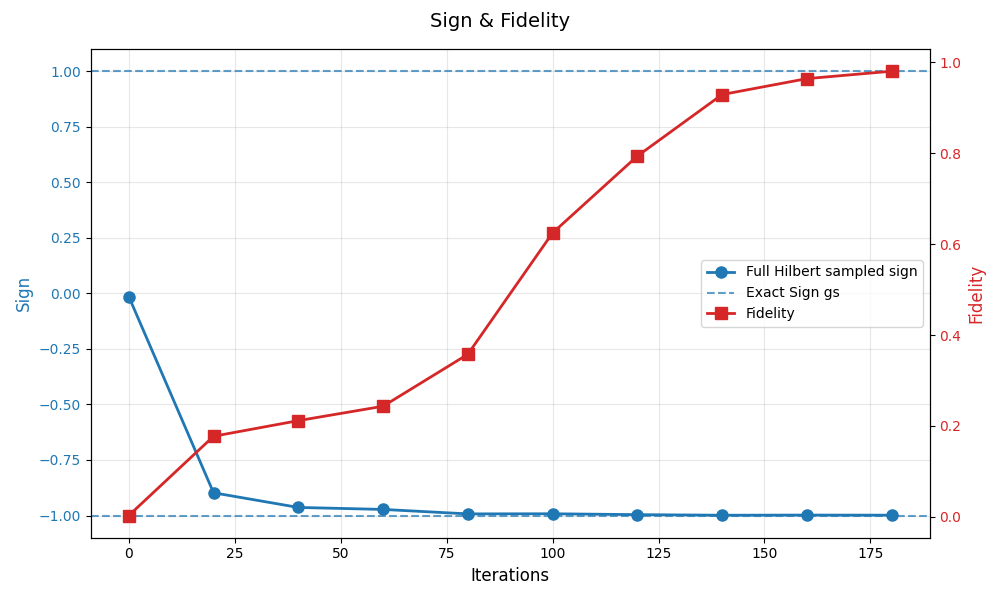 Sign & Fidelity
1.00
0.75
0.50
0.25
0.00
−0.25
−0.50
−0.75
−1.00
Sign
1.0
0.8
0.6
0.4
0.2
0.0
Fidelity
Full Hilbert sampled sign
Exact Sign gs
Fidelity
0 25 50 75 100 125 150 175
Iterations